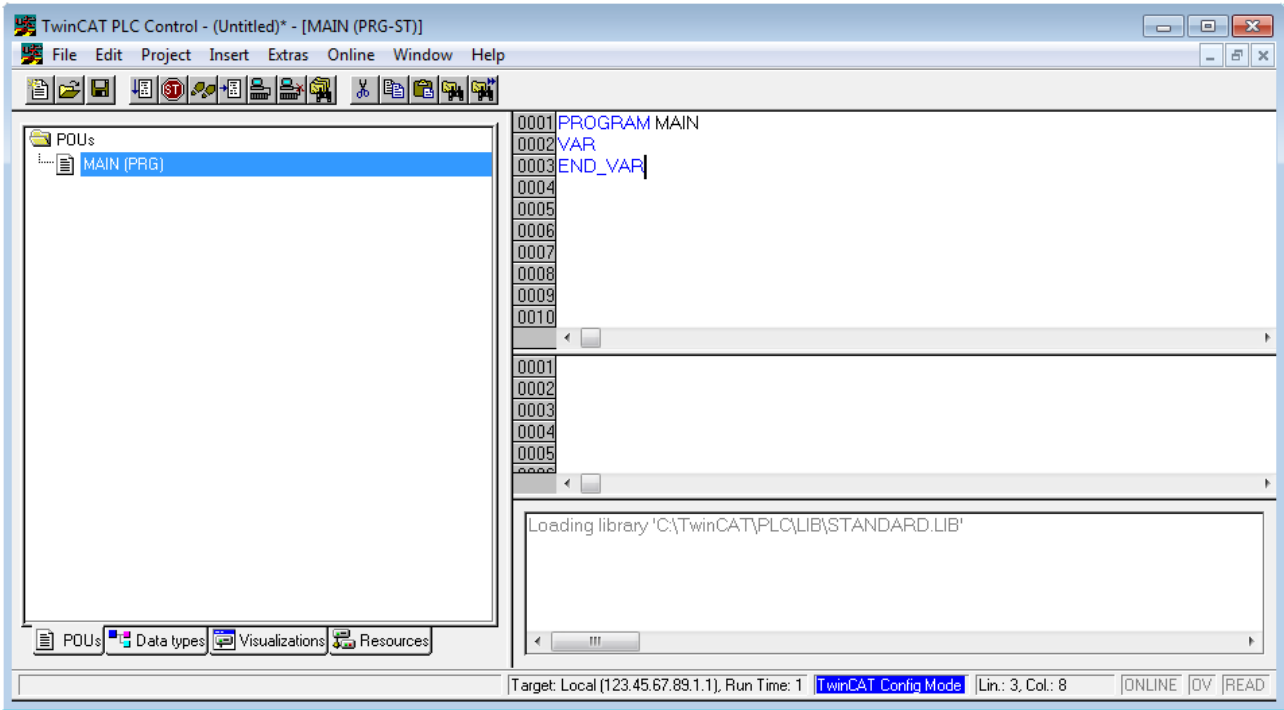 TwinCAT PLC Control - (Untitled)* - [MAIN (PRG-ST)]
File Edit Project Insert Extras Online Window Help
POUs
MAIN (PRG)
0001 PROGRAM MAIN
0002 VAR
0003 END_VAR
0004
0005
0006
0007
0008
0009
0010
0001
0002
0003
0004
0005
Loading library 'C:\TwinCAT\PLC\LIB\STANDARD.LIB'
POUs Data types Visualizations Resources
Target: Local (123.45.67.89.1.1), Run Time: 1 TwinCAT Config Mode Lin.: 3, Col.: 8 ONLINE OV READ